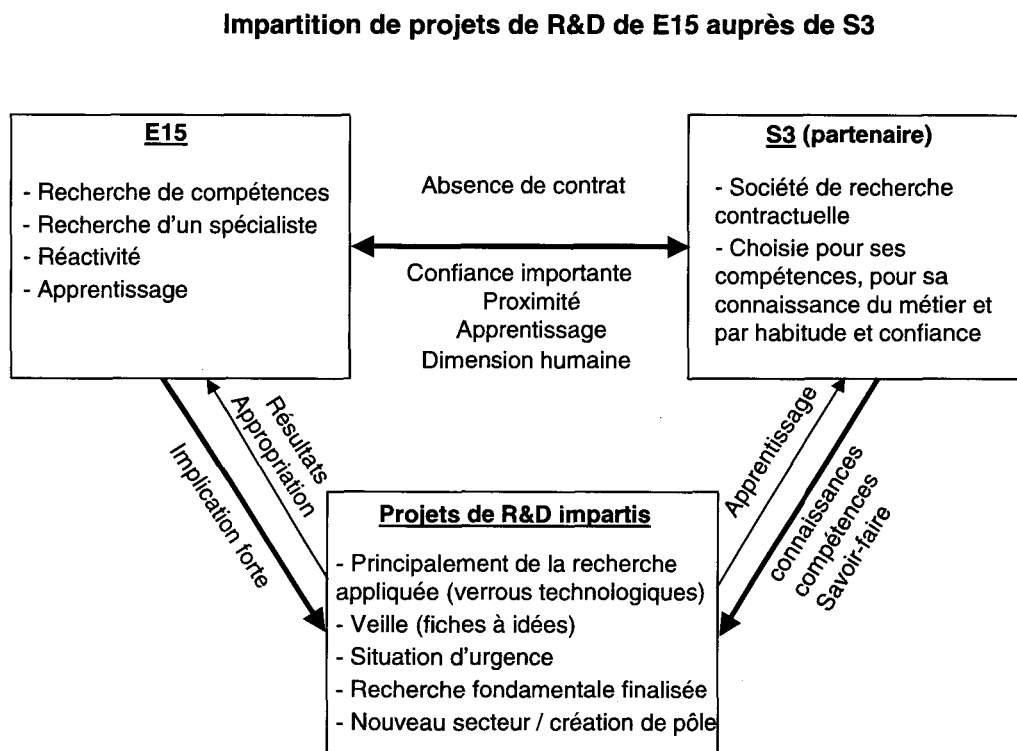 Impartition de projets de R&D de E15 auprès de S3
E15
- Recherche de compétences
- Recherche d'un spécialiste
- Réactivité
- Apprentissage
Absence de contrat
Confiance importante
Proximité
Apprentissage
Dimension humaine
S3 (partenaire)
- Société de recherche
contractuelle
- Choisie pour ses
compétences, pour sa
connaissance du métier et
par habitude et confiance
Implication forte
Résultats
Appropriation
Apprentissage
connaissances
compétences
Savoir-faire
Projets de R&D impartis
- Principalement de la recherche
appliquée (verrous technologiques)
- Veille (fiches à idées)
- Situation d'urgence
- Recherche fondamentale finalisée
- Nouveau secteur / création de pôle